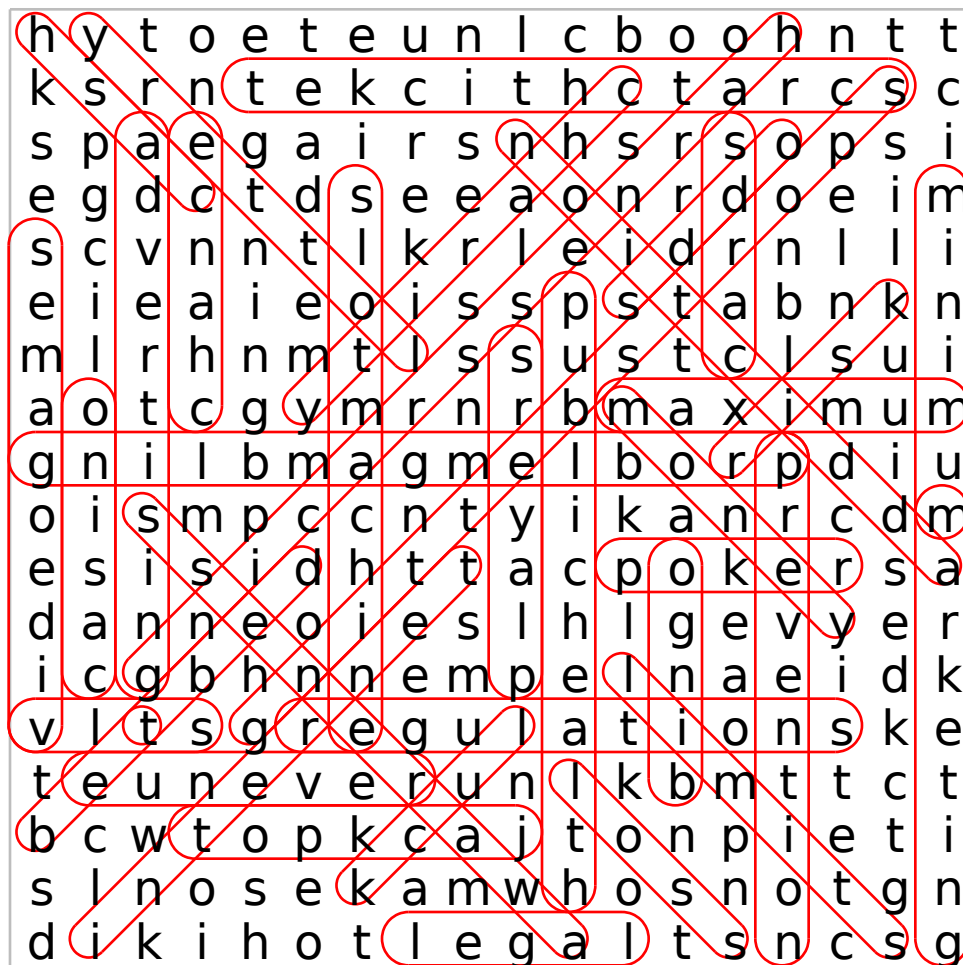 h y t o e t e u n l c b o o h n t t
k s r n t e k c i t h c t a r c s c
s p a e g a i r s n h s r s o p s i
e g d c t d s e e a o n r d o e i m
s c v n n t l k r l e i d r n l l i
e i e a i e o i s s p s t a b n k n
m l r h n m t l s s u s t c l s u i
a o t c g y m r n r b m a x i m u m
g n i l b m a g m e l b o r p d i u
o i s m p c c n t y i k a n r c d m
e s i s i d h t t a c p o k e r s a
d a n n e o i e s l h l g e v y e r
i c g b h n n e m p e l n a e i d k
v l t s g r e g u l a t i o n s k e
t e u n e v e r u n l k b m t t c t
b c w t o p k c a j t o n p i e t i
s l n o s e k a m w h o s n o t g n
d i k i h o t l e g a l t s n c s g